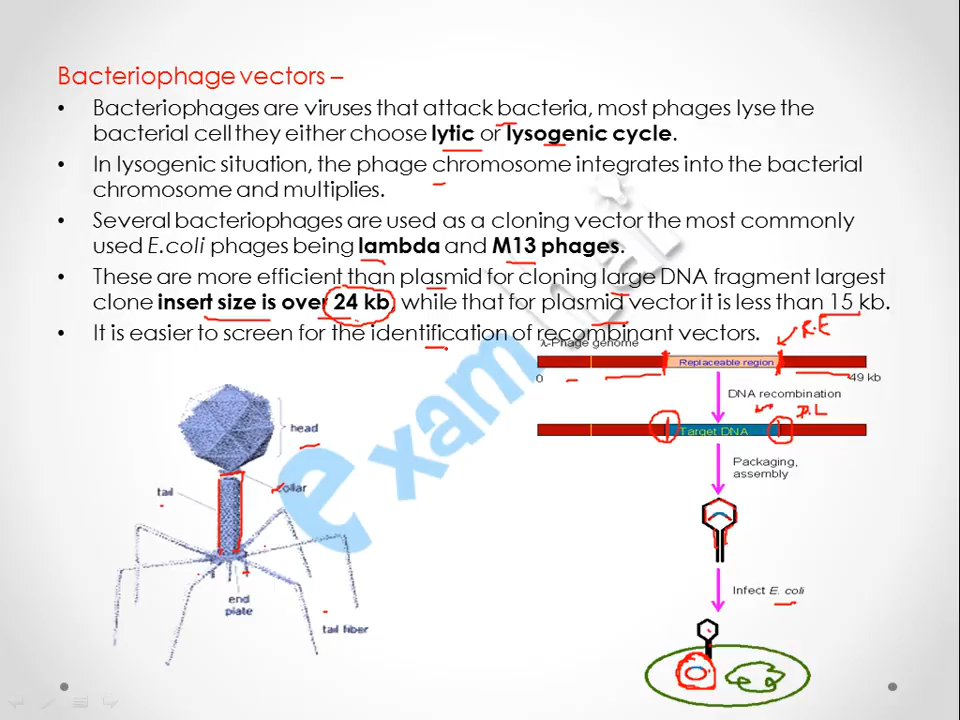 Bacteriophage vectors –
• Bacteriophages are viruses that attack bacteria, most phages lyse the
bacterial cell they either choose lytic or lysogenic cycle.
• In lysogenic situation, the phage chromosome integrates into the bacterial
chromosome and multiplies.
• Several bacteriophages are used as a cloning vector the most commonly
used E.coli phages being lambda and M13 phages.
• These are more efficient than plasmid for cloning large DNA fragment largest
clone insert size is over 24 kb, while that for plasmid vector it is less than 15 kb.
• It is easier to screen for the identification of recombinant vectors.
R.E
λ-Phage genome
Replaceable region
0
49 kb
DNA recombination
D.L
Target DNA
Packaging,
assembly
Infect E. coli
head
collar
tail
end
plate
tail fiber
examHal